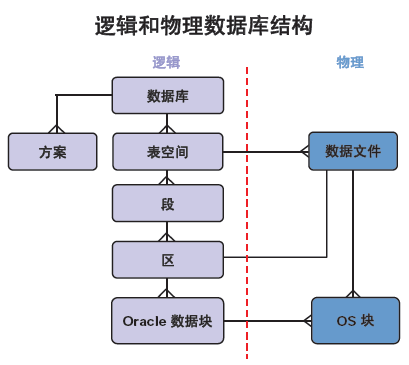 逻辑和物理数据库结构
逻辑
物理
数据库
方案
表空间
数据文件
段
区
Oracle 数据块
OS 块